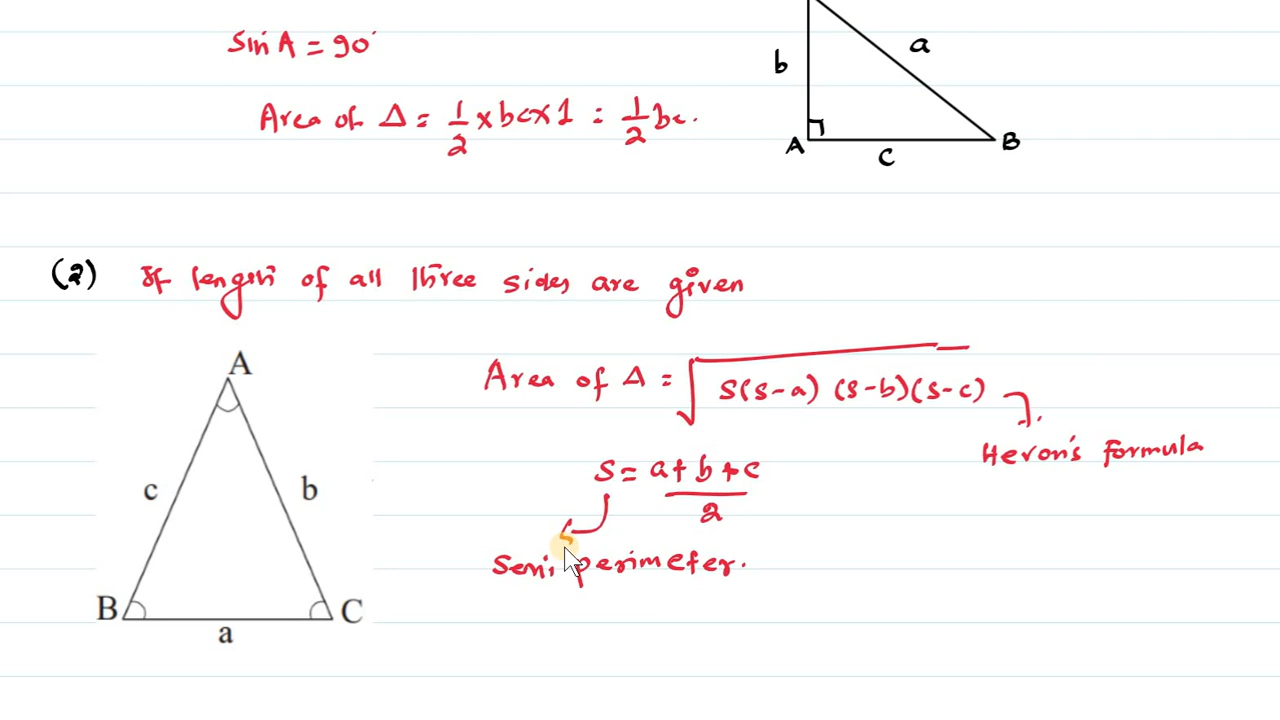 Sin A = 90°
b
a
Area of Δ = 1/2 × bc × 1 = 1/2 bc.
A
c
B
(2) If length of all three sides are given
A
Area of Δ = √s(s-a)(s-b)(s-c)
Heron's formula
c
b
s = a+b+c/2
Semi perimeter.
B
C
a